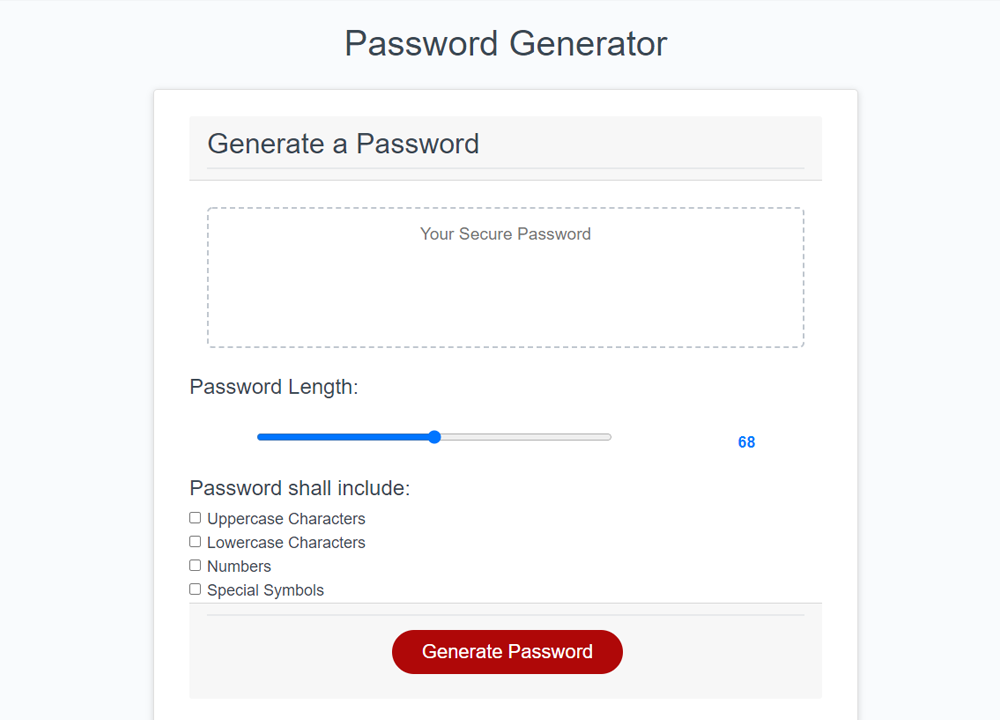 Password Generator
Generate a Password
Your Secure Password
Password Length:
68
Password shall include:
Uppercase Characters
Lowercase Characters
Numbers
Special Symbols
Generate Password